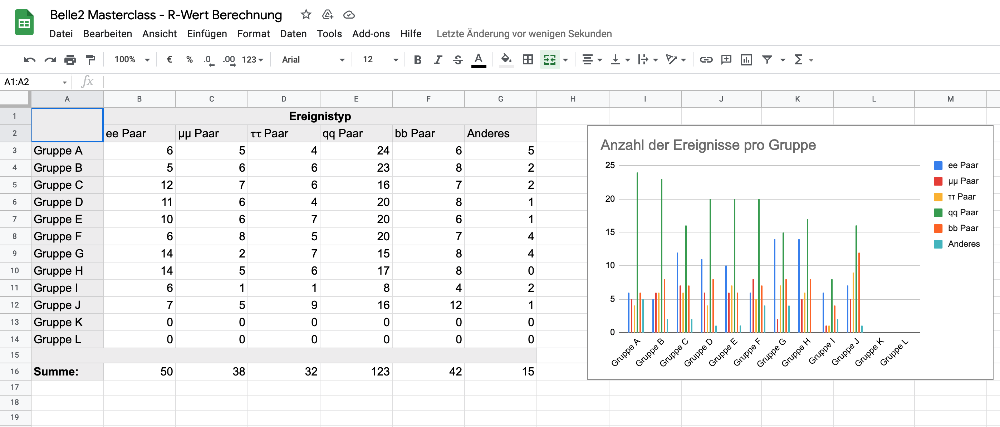 Belle2 Masterclass - R-Wert Berechnung
Datei Bearbeiten Ansicht Einfügen Format Daten Tools Add-ons Hilfe Letzte Änderung vor wenigen Sekunden
100% € % .0 .00 123 Arial 12 B I S A Σ
A1:A2 fx
A B C D E F G H I J K L M
1 Ereignistyp
2 ee Paar μμ Paar ττ Paar qq Paar bb Paar Anderes
3 Gruppe A 6 5 4 24 6 5
4 Gruppe B 5 6 6 23 8 2
5 Gruppe C 12 7 6 16 7 2
6 Gruppe D 11 6 4 20 8 1
7 Gruppe E 10 6 7 20 6 1
8 Gruppe F 6 8 5 20 7 4
9 Gruppe G 14 2 7 15 8 4
10 Gruppe H 14 5 6 17 8 0
11 Gruppe I 6 1 1 8 4 2
12 Gruppe J 7 5 9 16 12 1
13 Gruppe K 0 0 0 0 0 0
14 Gruppe L 0 0 0 0 0 0
15
16 Summe: 50 38 32 123 42 15
17
18
19
Anzahl der Ereignisse pro Gruppe
25
20
15
10
5
0
Gruppe A Gruppe B Gruppe C Gruppe D Gruppe E Gruppe F Gruppe G Gruppe H Gruppe I Gruppe J Gruppe K Gruppe L
ee Paar
μμ Paar
ττ Paar
qq Paar
bb Paar
Anderes